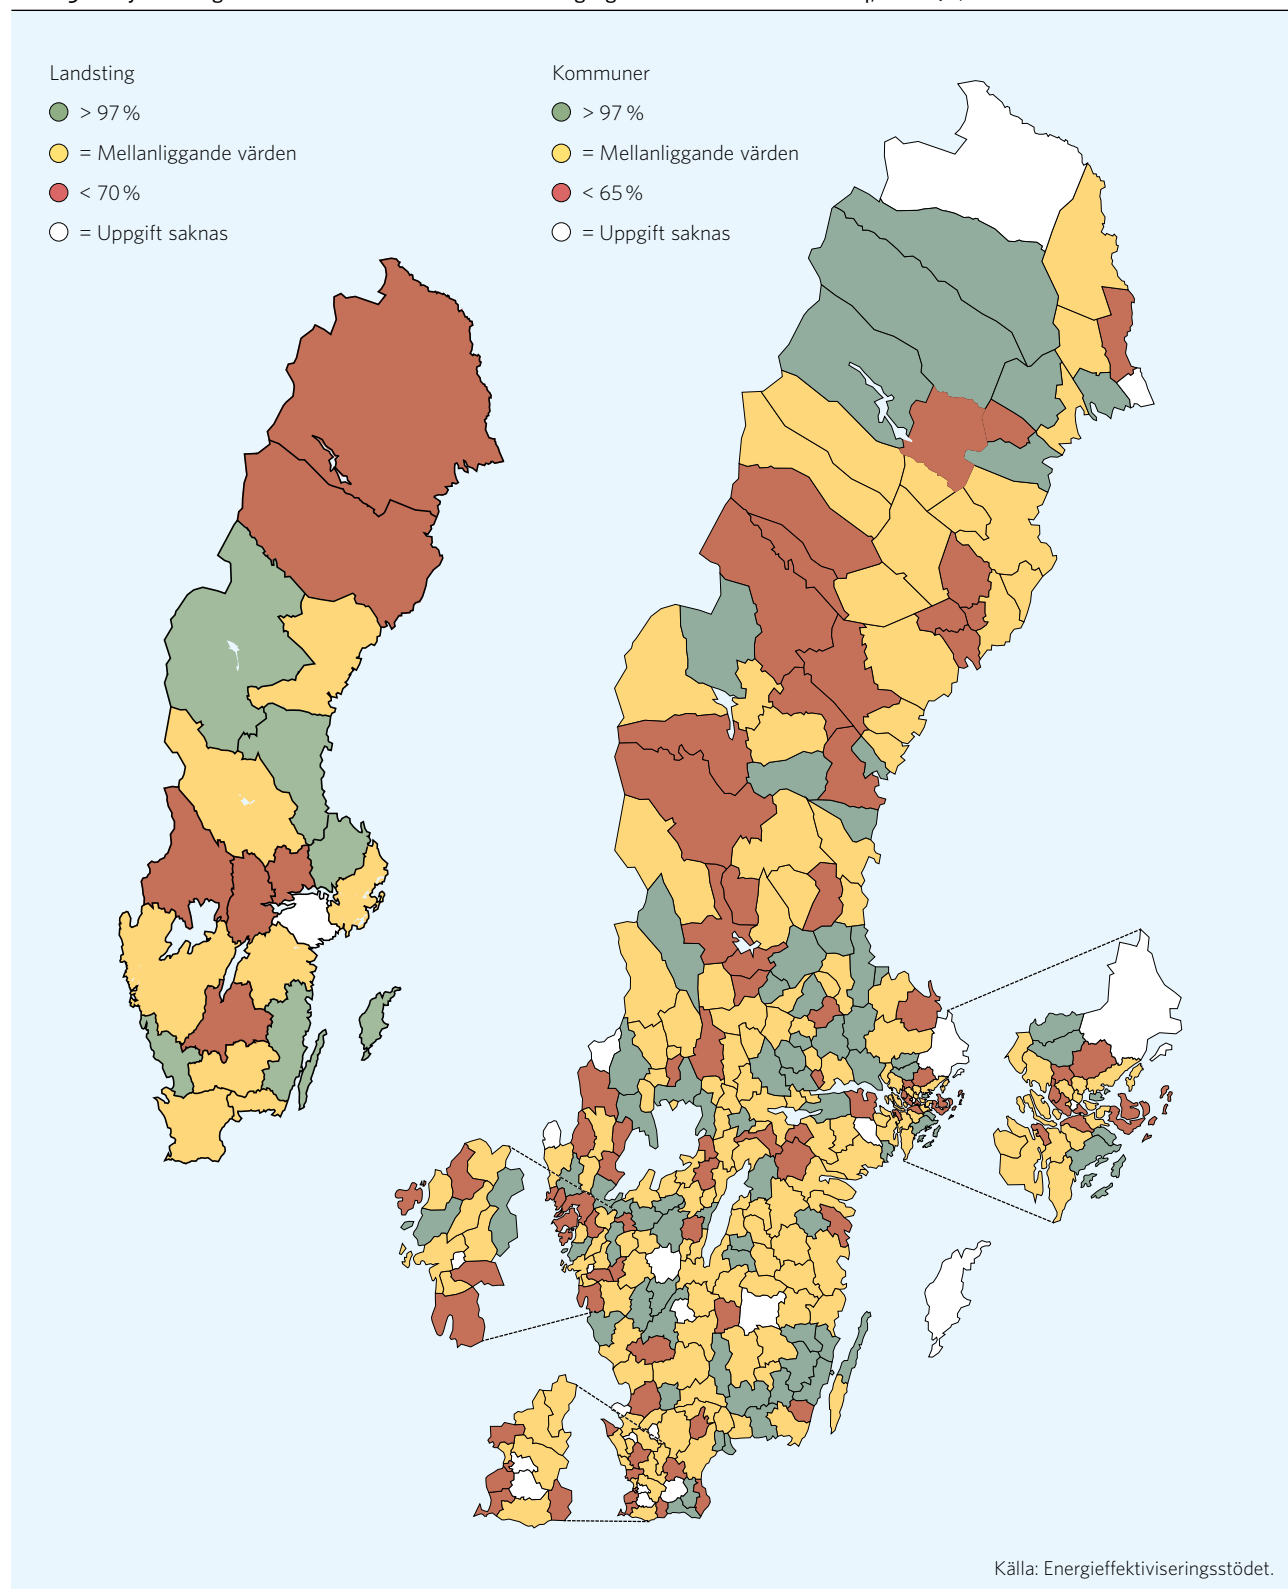 Landsting
> 97 %
= Mellanliggande värden
< 70 %
= Uppgift saknas
Kommuner
> 97 %
= Mellanliggande värden
< 65 %
= Uppgift saknas
Källa: Energieffektiviseringsstödet.